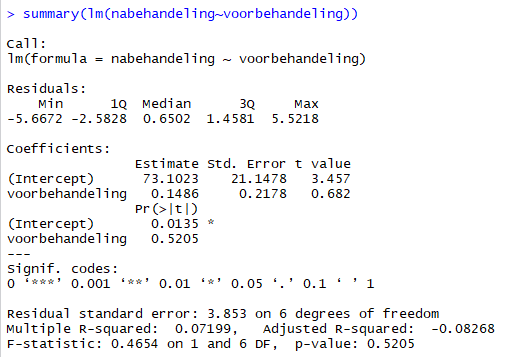 > summary(lm(nabehandeling~voorbehandeling))
Call:
lm(formula = nabehandeling ~ voorbehandeling)
Residuals:
    Min      1Q  Median      3Q     Max
-5.6672 -2.5828  0.6502  1.4581  5.5218
Coefficients:
                Estimate Std. Error t value
(Intercept)      73.1023    21.1478   3.457
voorbehandeling   0.1486     0.2178   0.682
                Pr(>|t|)
(Intercept)       0.0135 *
voorbehandeling   0.5205
---
Signif. codes:
0 ‘***’ 0.001 ‘**’ 0.01 ‘*’ 0.05 ‘.’ 0.1 ‘ ’ 1
Residual standard error: 3.853 on 6 degrees of freedom
Multiple R-squared:  0.07199,	Adjusted R-squared:  -0.08268
F-statistic: 0.4654 on 1 and 6 DF,  p-value: 0.5205